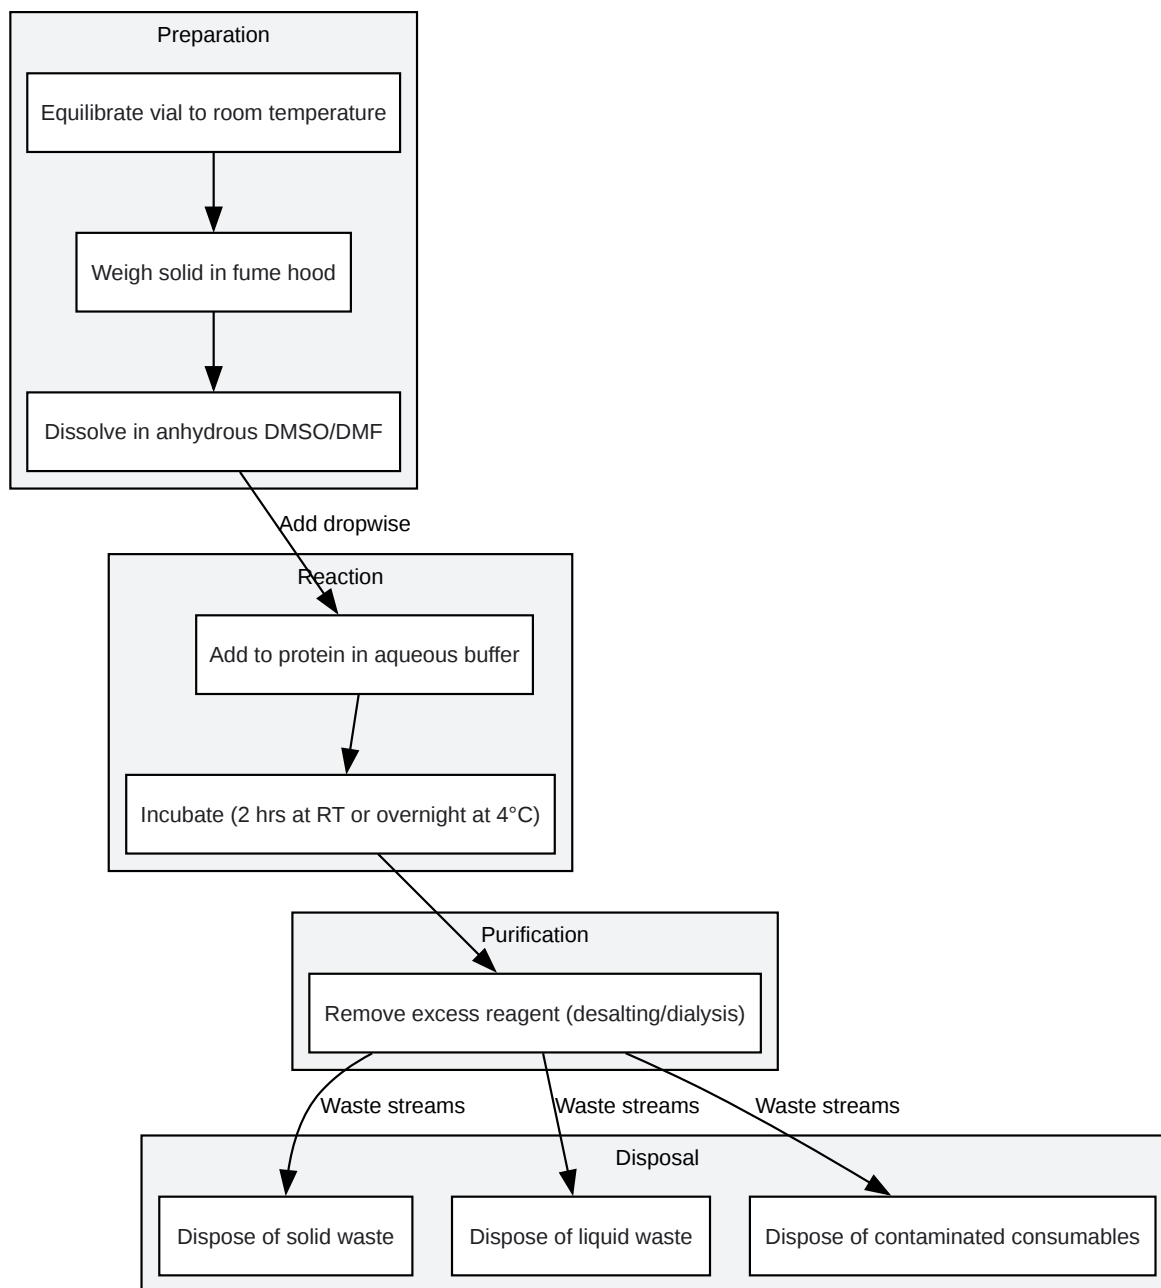 Preparation
Equilibrate vial to room temperature
Weigh solid in fume hood
Dissolve in anhydrous DMSO/DMF
Add dropwise
Reaction
Add to protein in aqueous buffer
Incubate (2 hrs at RT or overnight at 4°C)
Purification
Remove excess reagent (desalting/dialysis)
Waste streams
Waste streams
Waste streams
Disposal
Dispose of solid waste
Dispose of liquid waste
Dispose of contaminated consumables